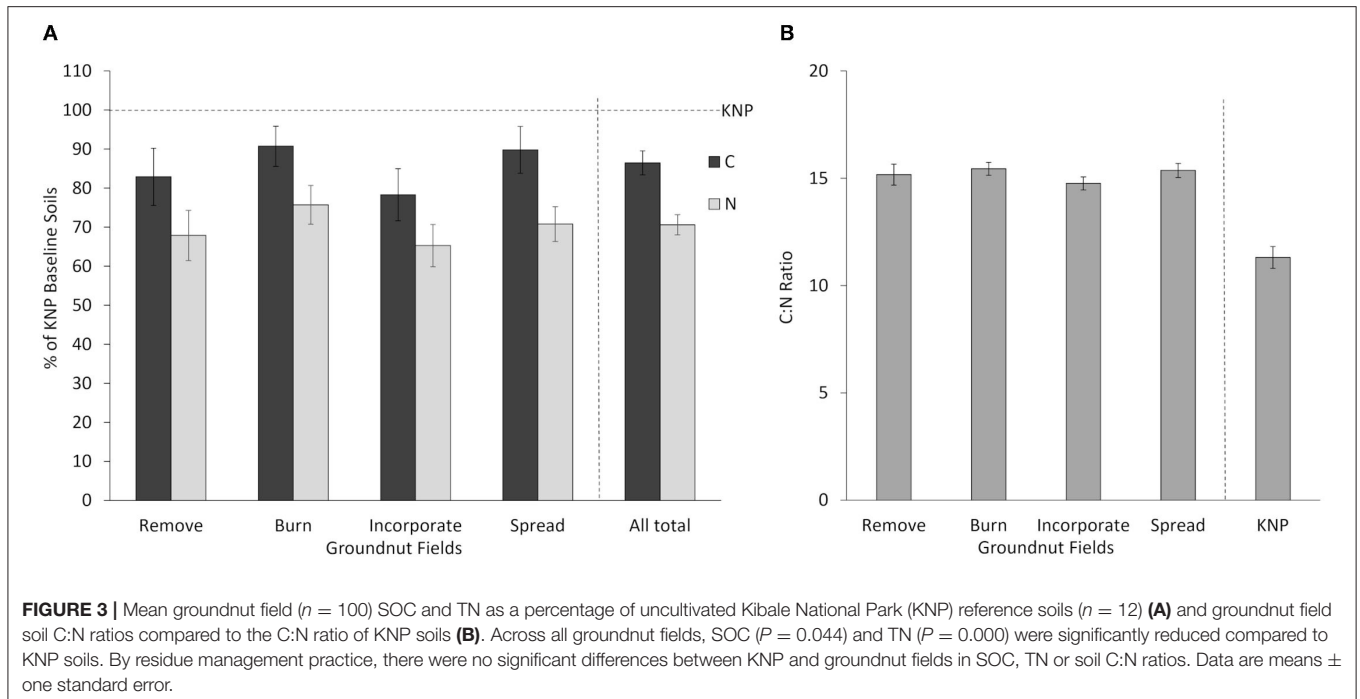 A
110
100
90
80
70
60
50
40
30
20
10
0
% of KNP Baseline Soils
KNP
C
N
Remove
Burn
Incorporate
Spread
All total
Groundnut Fields
B
20
15
10
5
0
C:N Ratio
Remove
Burn
Incorporate
Spread
KNP
Groundnut Fields
FIGURE 3 | Mean groundnut field (n = 100) SOC and TN as a percentage of uncultivated Kibale National Park (KNP) reference soils (n = 12) (A) and groundnut field
soil C:N ratios compared to the C:N ratio of KNP soils (B). Across all groundnut fields, SOC (P = 0.044) and TN (P = 0.000) were significantly reduced compared to
KNP soils. By residue management practice, there were no significant differences between KNP and groundnut fields in SOC, TN or soil C:N ratios. Data are means ±
one standard error.